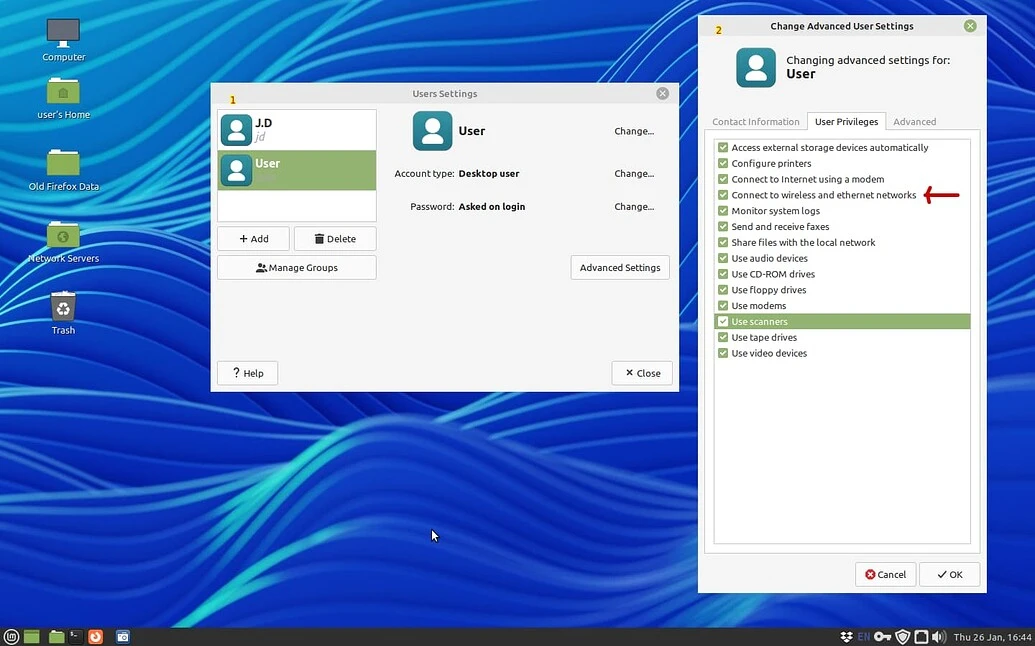 Computer
user's Home
Old Firefox Data
Network Servers
Trash
1
Users Settings
J.D
jd
User
+ Add
Delete
Manage Groups
? Help
User
Change...
Account type: Desktop user
Change...
Password: Asked on login
Change...
Advanced Settings
Close
2
Change Advanced User Settings
Changing advanced settings for:
User
Contact Information
User Privileges
Advanced
Access external storage devices automatically
Configure printers
Connect to Internet using a modem
Connect to wireless and ethernet networks
Monitor system logs
Send and receive faxes
Share files with the local network
Use audio devices
Use CD-ROM drives
Use floppy drives
Use modems
Use scanners
Use tape drives
Use video devices
Cancel
OK
EN
Thu 26 Jan, 16:44